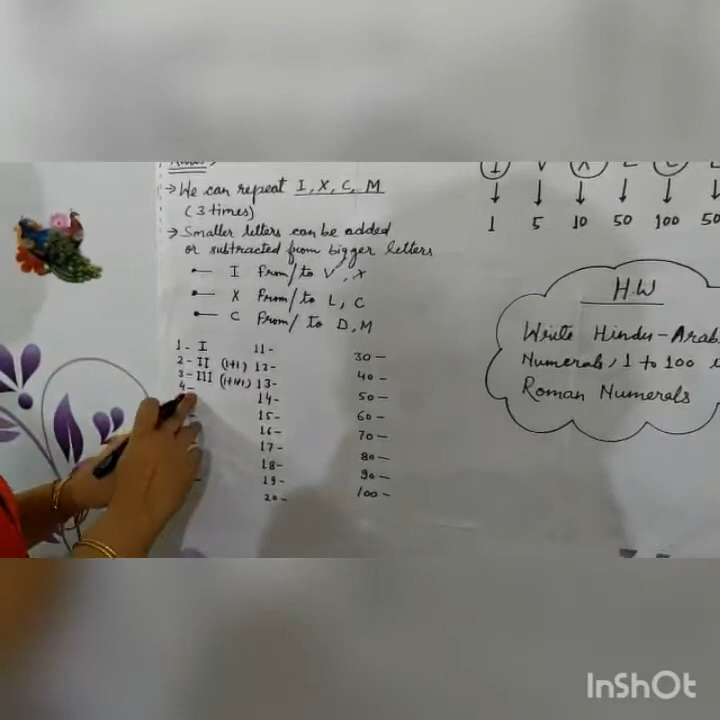 → We can repeat I, X, C, M
(3 times)
→ Smaller letters can be added
or subtracted from bigger letters
I from/to V, X
X from/to L, C
C from/to D, M
1 - I
2 - II (1+1)
3 - III (1+1+1)
4 -
11 -
12 -
13 -
14 -
15 -
16 -
17 -
18 -
19 -
20 -
30 -
40 -
50 -
60 -
70 -
80 -
90 -
100 -
I V X L C
↓ ↓ ↓ ↓ ↓ ↓
1 5 10 50 100 50
H.W
Write Hindu-Arab
Numerals, 1 to 100
Roman Numerals
InShOt